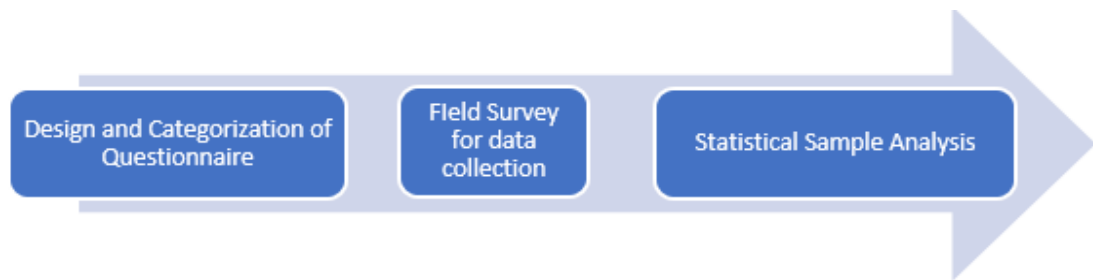 Design and Categorization of
Questionnaire
FIeld Survey
for data
collection
Statistical Sample Analysis